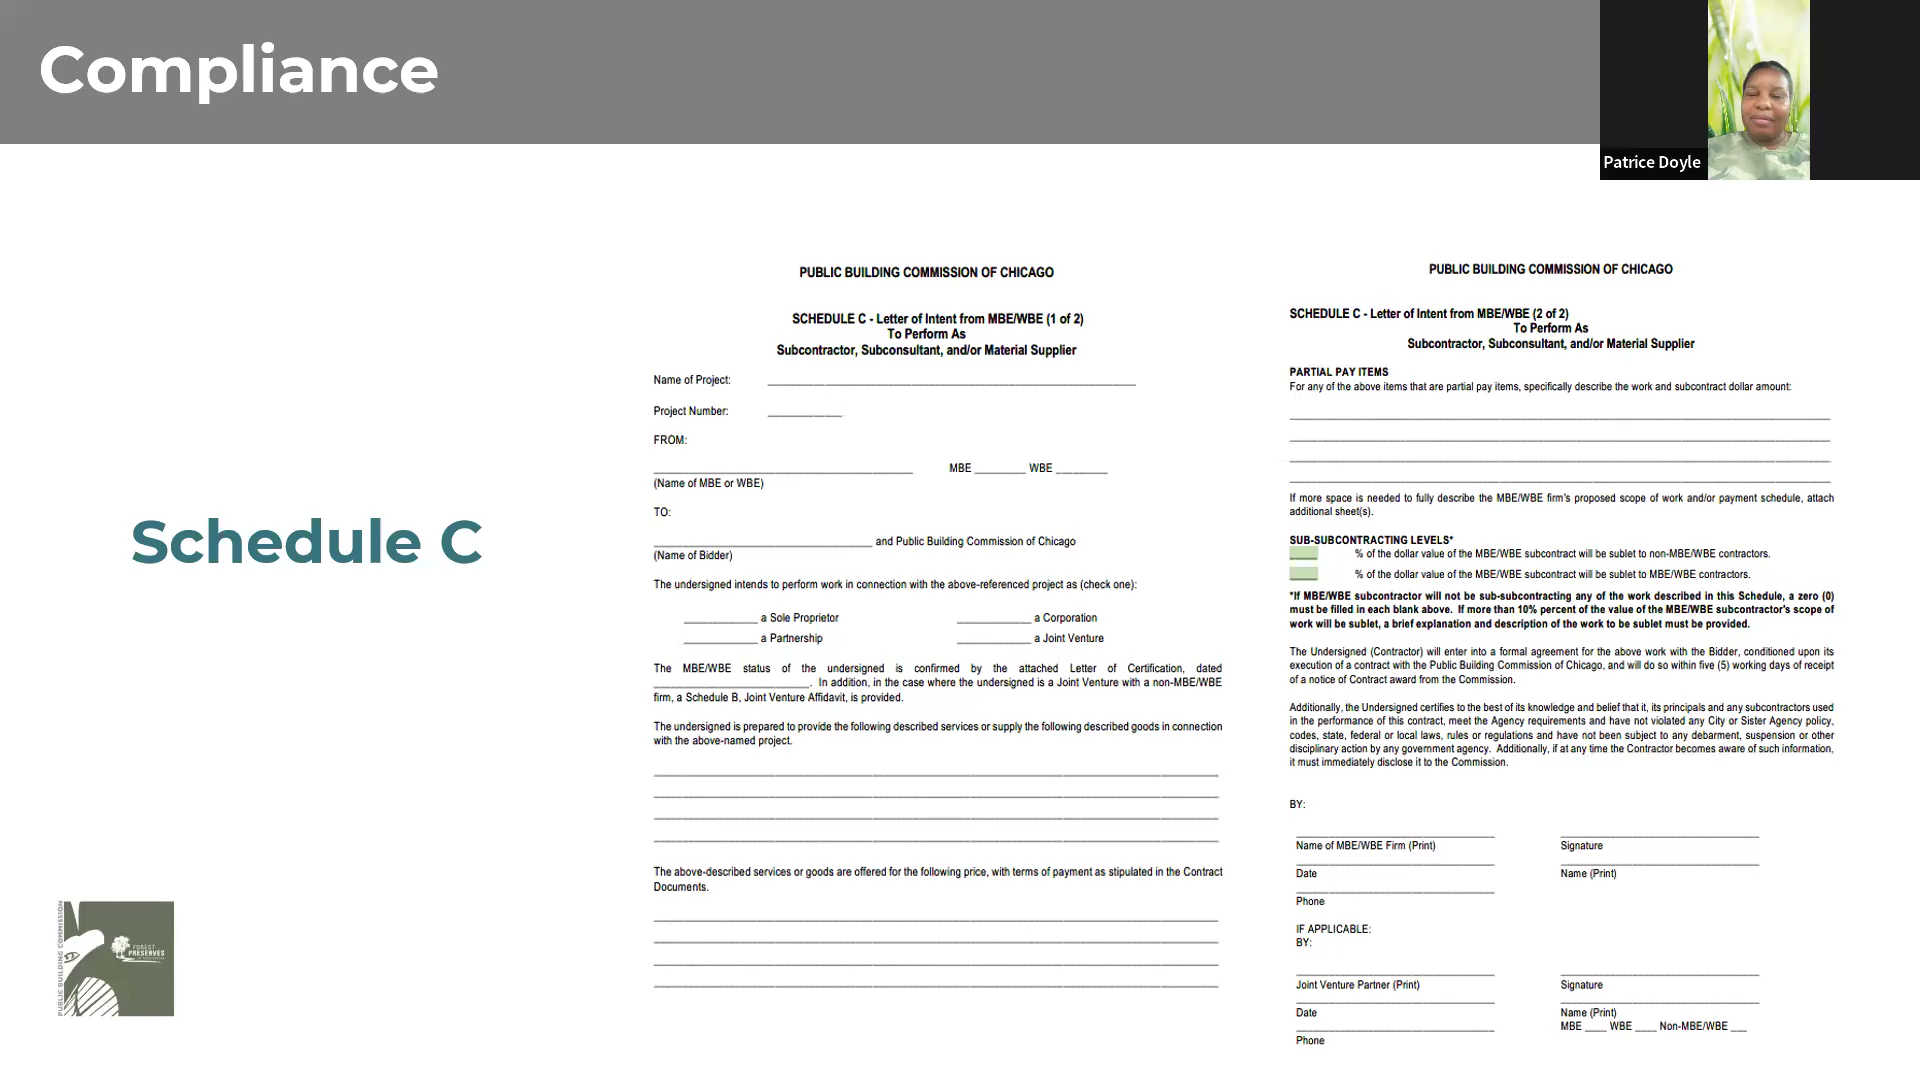 Compliance
Patrice Doyle
Schedule C
PUBLIC BUILDING COMMISSION OF CHICAGO
SCHEDULE C - Letter of Intent from MBE/WBE (1 of 2)
To Perform As
Subcontractor, Subconsultant, and/or Material Supplier
Name of Project:
Project Number:
FROM:
MBE WBE
(Name of MBE or WBE)
TO:
and Public Building Commission of Chicago
(Name of Bidder)
The undersigned intends to perform work in connection with the above-referenced project as (check one):
a Sole Proprietor a Corporation
a Partnership a Joint Venture
The MBE/WBE status of the undersigned is confirmed by the attached Letter of Certification, dated
. In addition, in the case where the undersigned is a Joint Venture with a non-MBE/WBE
firm, a Schedule B, Joint Venture Affidavit, is provided.
The undersigned is prepared to provide the following described services or supply the following described goods in connection
with the above-named project.
The above-described services or goods are offered for the following price, with terms of payment as stipulated in the Contract
Documents.
PUBLIC BUILDING COMMISSION OF CHICAGO
SCHEDULE C - Letter of Intent from MBE/WBE (2 of 2)
To Perform As
Subcontractor, Subconsultant, and/or Material Supplier
PARTIAL PAY ITEMS
For any of the above items that are partial pay items, specifically describe the work and subcontract dollar amount:
If more space is needed to fully describe the MBE/WBE firm's proposed scope of work and/or payment schedule, attach
additional sheet(s).
SUB-SUBCONTRACTING LEVELS*
% of the dollar value of the MBE/WBE subcontract will be sublet to non-MBE/WBE contractors.
% of the dollar value of the MBE/WBE subcontract will be sublet to MBE/WBE contractors.
*If MBE/WBE subcontractor will not be sub-subcontracting any of the work described in this Schedule, a zero (0)
must be filled in each blank above. If more than 10% percent of the value of the MBE/WBE subcontractor's scope of
work will be sublet, a brief explanation and description of the work to be sublet must be provided.
The Undersigned (Contractor) will enter into a formal agreement for the above work with the Bidder, conditioned upon its
execution of a contract with the Public Building Commission of Chicago, and will do so within five (5) working days of receipt
of a notice of Contract award from the Commission.
Additionally, the Undersigned certifies to the best of its knowledge and belief that it, its principals and any subcontractors used
in the performance of this contract, meet the Agency requirements and have not violated any City or Sister Agency policy,
codes, state, federal or local laws, rules or regulations and have not been subject to any debarment, suspension or other
disciplinary action by any government agency. Additionally, if at any time the Contractor becomes aware of such information,
it must immediately disclose it to the Commission.
BY:
Name of MBE/WBE Firm (Print) Signature
Date Name (Print)
Phone
IF APPLICABLE:
BY:
Joint Venture Partner (Print) Signature
Date Name (Print)
MBE ____ WBE ____ Non-MBE/WBE ___
Phone
PUBLIC BUILDING COMMISSION
FOREST
PRESERVES